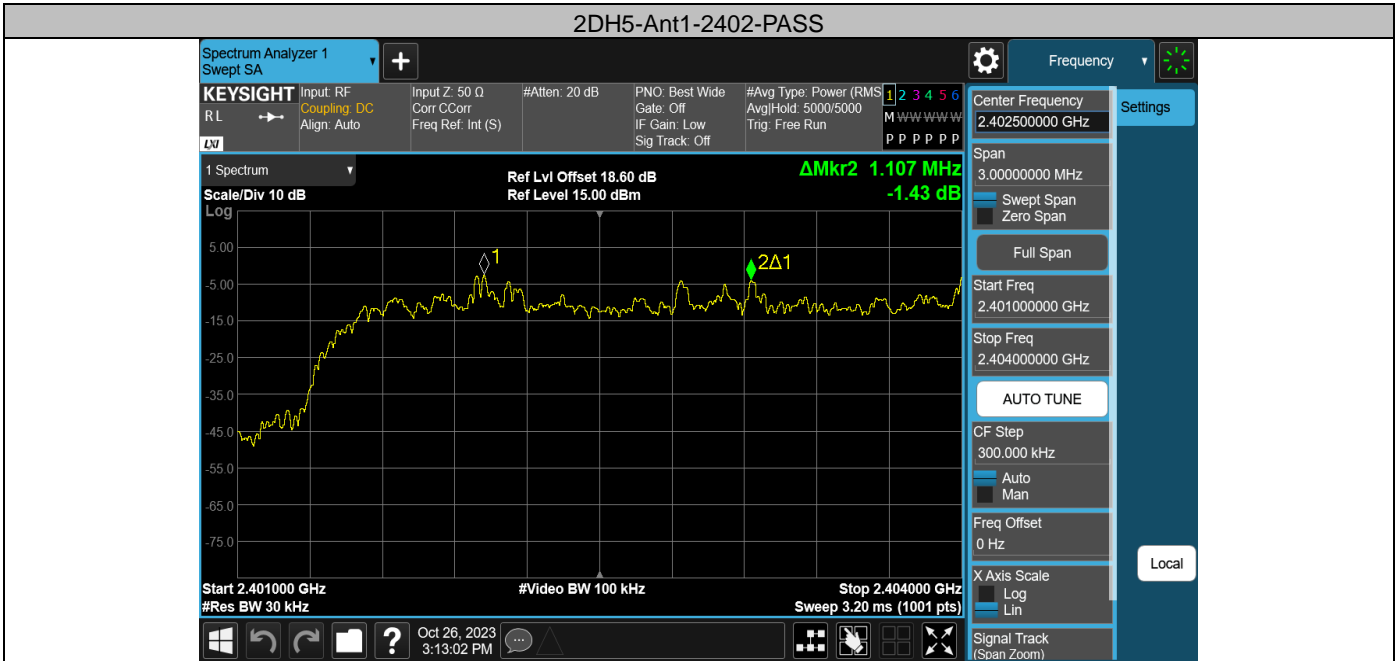 2DH5-Ant1-2402-PASS
Spectrum Analyzer 1
Swept SA
+
Frequency
KEYSIGHT
RL
LXI
Input: RF
Coupling: DC
Align: Auto
Input Z: 50 Ω
Corr CCorr
Freq Ref: Int (S)
#Atten: 20 dB
PNO: Best Wide
Gate: Off
IF Gain: Low
Sig Track: Off
#Avg Type: Power (RMS
Avg|Hold: 5000/5000
Trig: Free Run
1 2 3 4 5 6
M W W W W W
P P P P P P
1 Spectrum
Scale/Div 10 dB
Log
Ref Lvl Offset 18.60 dB
Ref Level 15.00 dBm
ΔMkr2 1.107 MHz
-1.43 dB
1
2Δ1
5.00
-5.00
-15.0
-25.0
-35.0
-45.0
-55.0
-65.0
-75.0
Start 2.401000 GHz
#Res BW 30 kHz
#Video BW 100 kHz
Stop 2.404000 GHz
Sweep 3.20 ms (1001 pts)
Center Frequency
2.402500000 GHz
Settings
Span
3.00000000 MHz
Swept Span
Zero Span
Full Span
Start Freq
2.401000000 GHz
Stop Freq
2.404000000 GHz
AUTO TUNE
CF Step
300.000 kHz
Auto
Man
Freq Offset
0 Hz
X Axis Scale
Log
Lin
Signal Track
(Span Zoom)
Local
?
Oct 26, 2023
3:13:02 PM